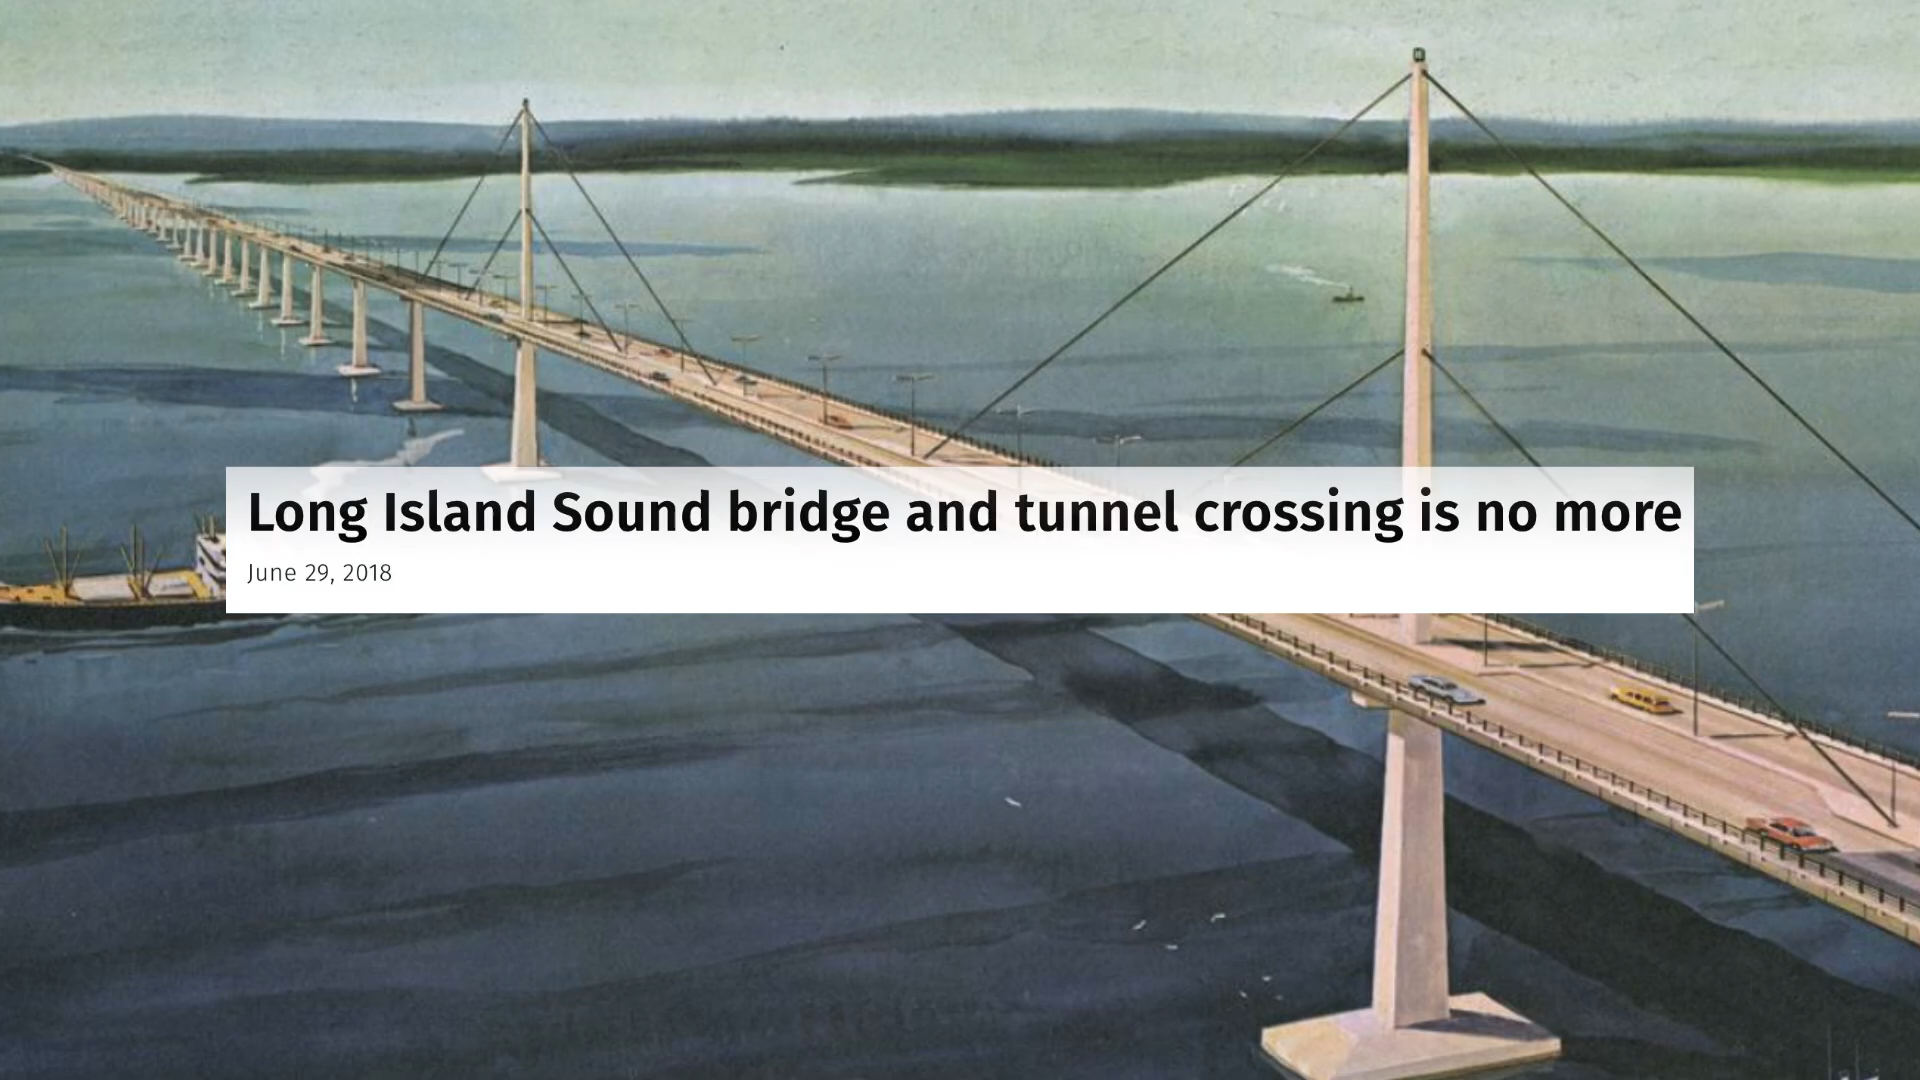 Long Island Sound bridge and tunnel crossing is no more
June 29, 2018